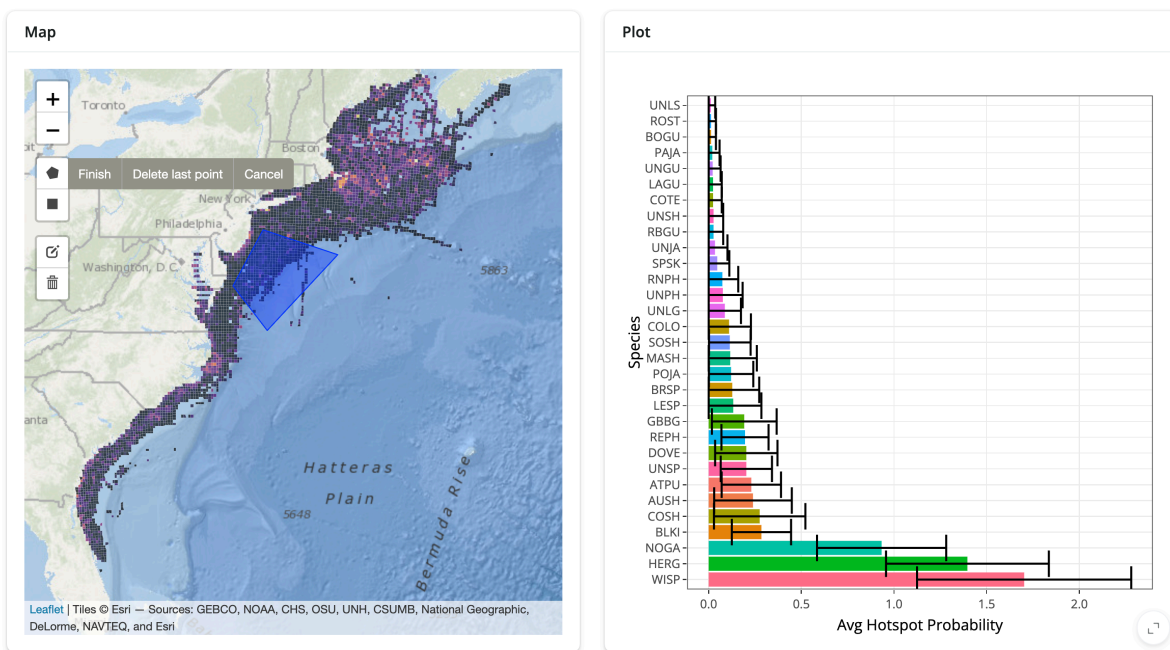 Map
Plot
+
−
Toronto
Boston
Finish
Delete last point
Cancel
New York
Philadelphia
Washington, D.C.
5863
anta
Hatteras
Plain
5648
Bermuda Rise
Leaflet | Tiles © Esri — Sources: GEBCO, NOAA, CHS, OSU, UNH, CSUMB, National Geographic,
DeLorme, NAVTEQ, and Esri
Species
UNLS
ROST
BOGU
PAJA
UNGU
LAGU
COTE
UNSH
RBGU
UNJA
SPSK
RNPH
UNPH
UNLG
COLO
SOSH
MASH
POJA
BRSP
LESP
GBBG
REPH
DOVE
UNSP
ATPU
AUSH
COSH
BLKI
NOGA
HERG
WISP
0.0 0.5 1.0 1.5 2.0
Avg Hotspot Probability